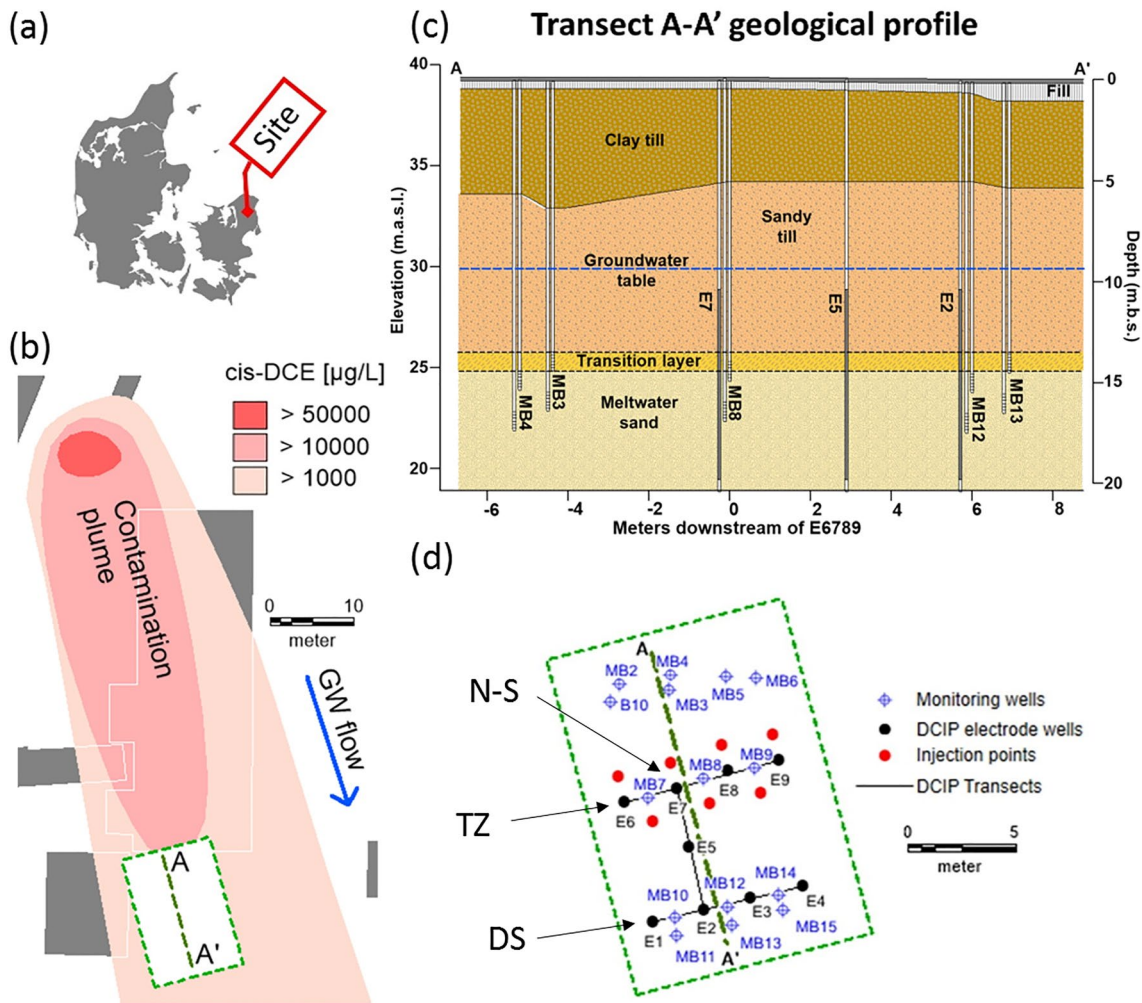 (a)
Site
(b)
cis-DCE [µg/L]
> 50000
> 10000
> 1000
Contamination
plume
0 10
meter
GW flow
A
A'
(c)
Transect A-A’ geological profile
A
A'
40
35
30
25
20
Elevation (m.a.s.l.)
0
5
10
15
20
Depth (m.b.s.)
Fill
Clay till
Sandy
till
Groundwater
table
Transition layer
Meltwater
sand
E7
E5
E2
MB4
MB3
MB8
MB12
MB13
-6 -4 -2 0 2 4 6 8
Meters downstream of E6789
(d)
N-S
TZ
DS
A
MB4
MB2
MB6
MB5
B10
MB3
MB9
MB8
MB7
E9
E8
E7
E6
E5
MB14
MB12
MB10
E4
E3
E2
E1
MB15
MB13
MB11
A'
Monitoring wells
DCIP electrode wells
Injection points
DCIP Transects
0 5
meter